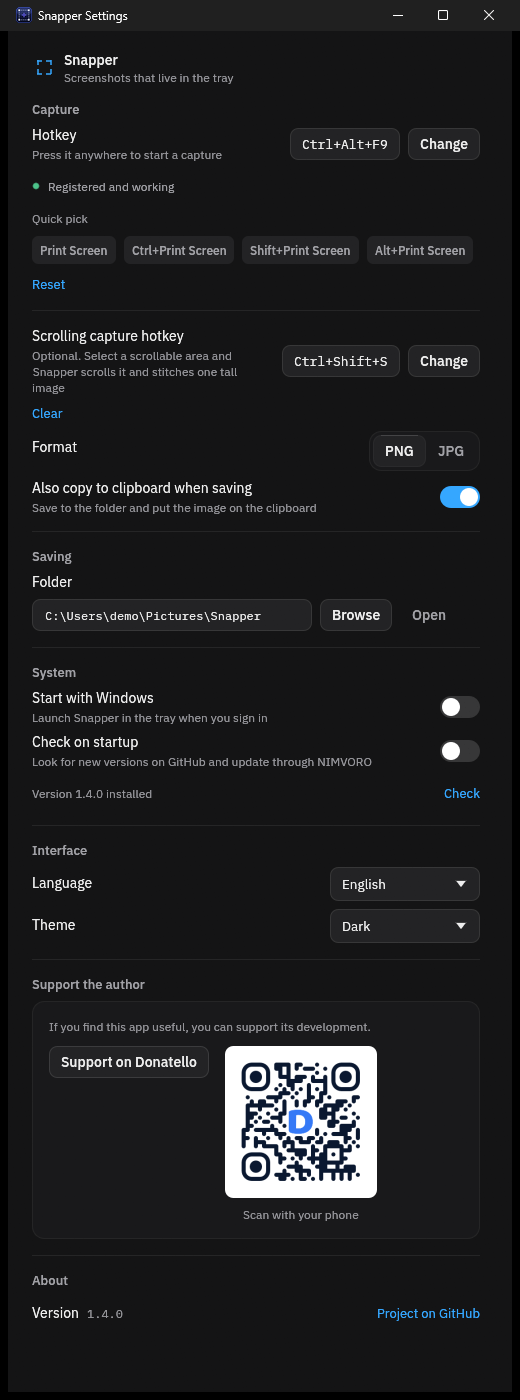 Snapper Settings
Snapper
Screenshots that live in the tray
Capture
Hotkey
Press it anywhere to start a capture
Ctrl+Alt+F9
Change
Registered and working
Quick pick
Print Screen
Ctrl+Print Screen
Shift+Print Screen
Alt+Print Screen
Reset
Scrolling capture hotkey
Optional. Select a scrollable area and
Snapper scrolls it and stitches one tall
image
Ctrl+Shift+S
Change
Clear
Format
PNG
JPG
Also copy to clipboard when saving
Save to the folder and put the image on the clipboard
Saving
Folder
C:\Users\demo\Pictures\Snapper
Browse
Open
System
Start with Windows
Launch Snapper in the tray when you sign in
Check on startup
Look for new versions on GitHub and update through NIMVORO
Version 1.4.0 installed
Check
Interface
Language
English
Theme
Dark
Support the author
If you find this app useful, you can support its development.
Support on Donatello
D
Scan with your phone
About
Version 1.4.0
Project on GitHub